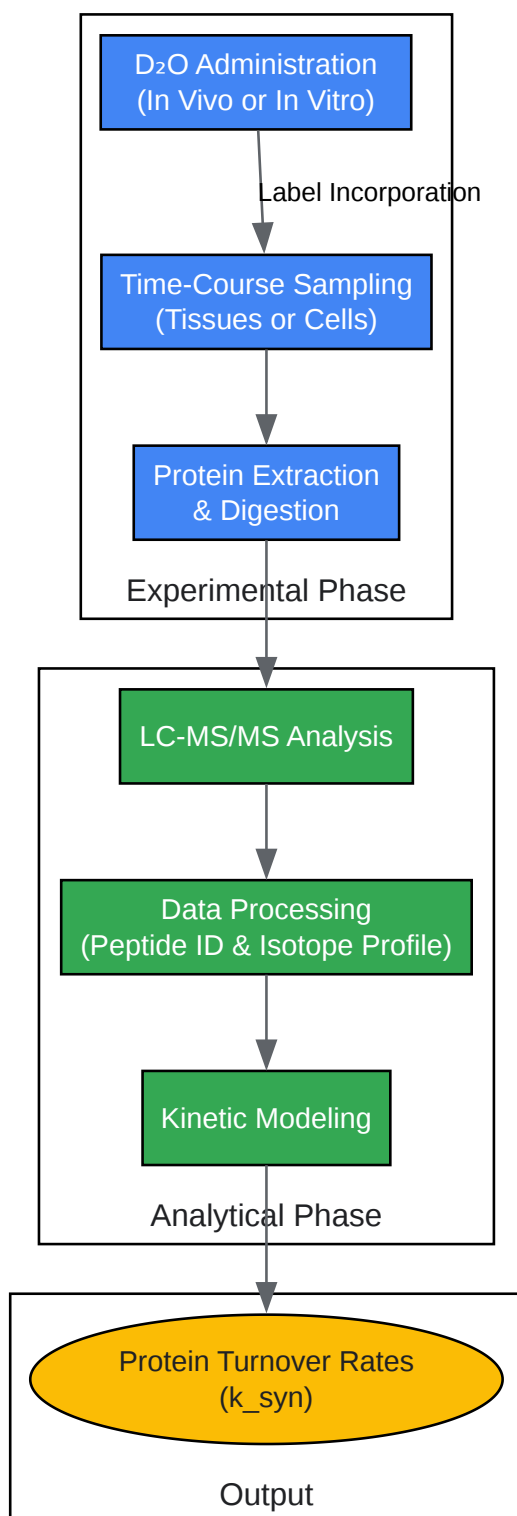 D₂O Administration
(In Vivo or In Vitro)
Label Incorporation
Time-Course Sampling
(Tissues or Cells)
Protein Extraction
& Digestion
Experimental Phase
LC-MS/MS Analysis
Data Processing
(Peptide ID & Isotope Profile)
Kinetic Modeling
Analytical Phase
Protein Turnover Rates
(k_syn)
Output